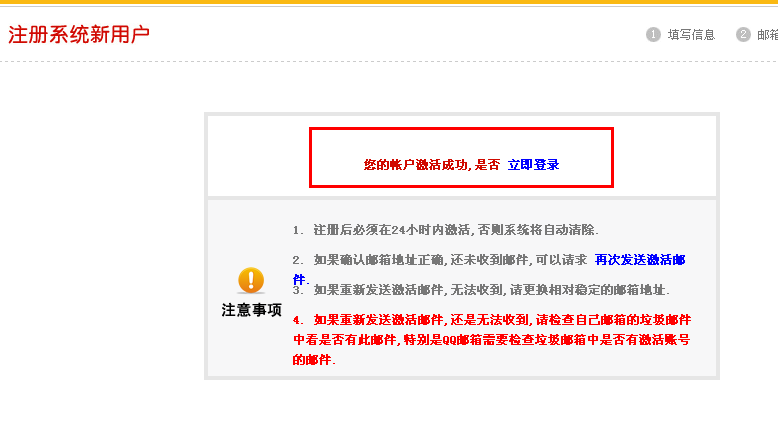 注册系统新用户
1 填写信息 2 邮箱
您的帐户激活成功,是否 立即登录
1. 注册后必须在24小时内激活,否则系统将自动清除.
2. 如果确认邮箱地址正确,还未收到邮件,可以请求 再次发送激活邮
件.
3. 如果重新发送激活邮件,无法收到,请更换相对稳定的邮箱地址.
注意事项
4. 如果重新发送激活邮件,还是无法收到,请检查自己邮箱的垃圾邮件
中看是否有此邮件,特别是QQ邮箱需要检查垃圾邮箱中是否有激活账号
的邮件.